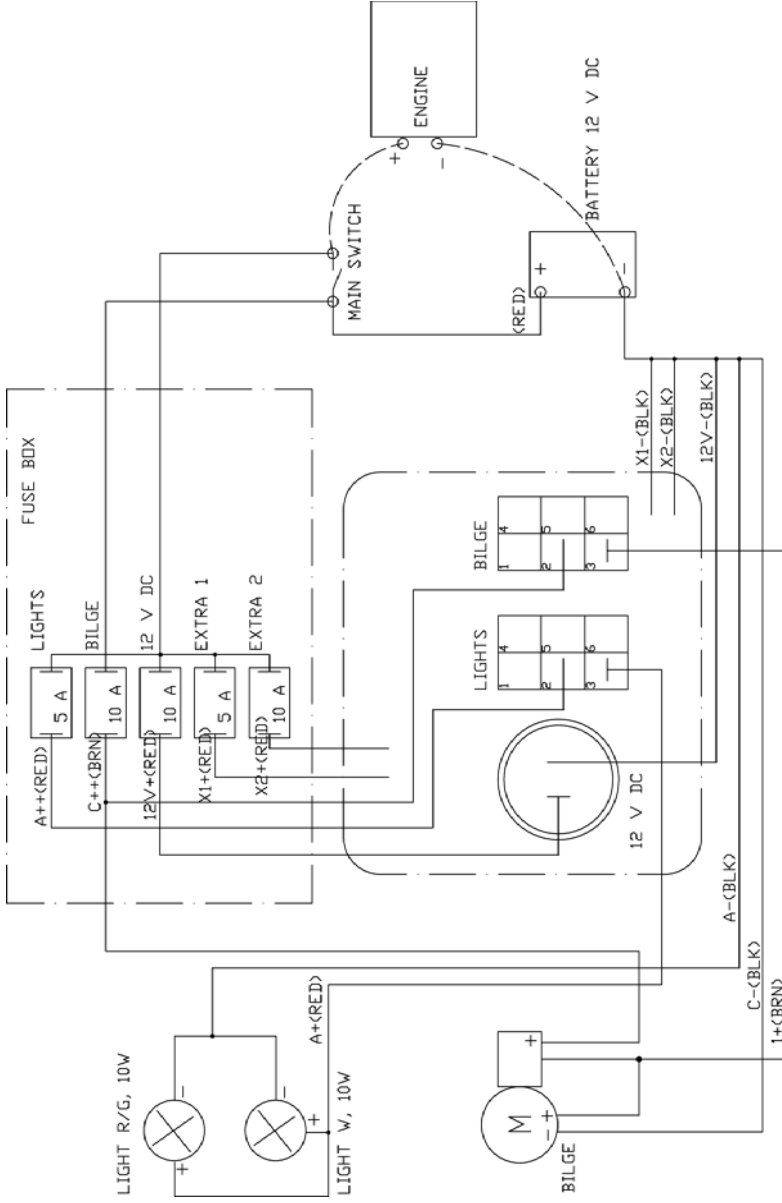 ENGINE
+
-
BATTERY 12 V DC
+
-
(RED)
MAIN SWITCH
FUSE BOX
LIGHTS
BILGE
12 V DC
EXTRA 1
EXTRA 2
5 A
10 A
10 A
5 A
10 A
A++(RED)
C++(BRN)
12V+(RED)
X1+(RED)
X2+(RED)
BILGE
1 4
2 5
3 6
LIGHTS
1 4
2 5
3 6
12 V DC
X1-(BLK)
X2-(BLK)
12V-(BLK)
A-(BLK)
C-(BLK)
1+(BRN)
A+(RED)
LIGHT R/G, 10W
+
-
LIGHT W, 10W
+
-
M
-
+
+
BILGE